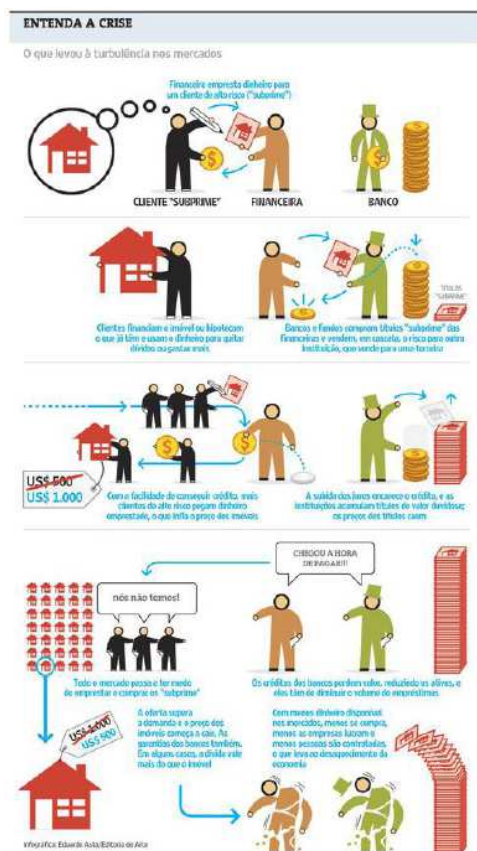 ENTENDA A CRISE
O que levou à turbulência nos mercados
Financeira empresta dinheiro para
um cliente de alto risco ("subprime")
CLIENTE "SUBPRIME"
FINANCEIRA
BANCO
TÍTULOS
"SUBPRIME"
Clientes financiam o imóvel ou hipotecam
o que já têm e usam o dinheiro para quitar
dívidas ou gastar mais
Bancos e Fundos compram títulos "subprime" das
financeiras e vendem, em cascata, o risco para outra
instituição, que vende para uma terceira
US$ 500
US$ 1.000
Com a facilidade de conseguir crédito, mais
clientes de alto risco pegam dinheiro
emprestado, o que infla o preço dos imóveis
A subida dos juros encarece o crédito, e as
instituições acumulam títulos de valor duvidoso;
os preços dos títulos caem
CHEGOU A HORA
DE PAGAR!!!
nós não temos!
Todo o mercado passa a ter medo
de emprestar e comprar os "subprime"
Os créditos dos bancos perdem valor, reduzindo os ativos, e
eles têm de diminuir o volume de empréstimos
US$ 1.000
US$ 500
A oferta supera
a demanda e o preço dos
imóveis começa a cair. As
garantias dos bancos também.
Em alguns casos, a dívida vale
mais do que o imóvel
Com menos dinheiro disponível
nos mercados, menos se compra,
menos as empresas lucram e
menos pessoas são contratadas,
o que leva ao desaquecimento da
economia
Infográfico: Eduardo Asta/Editoria de Arte